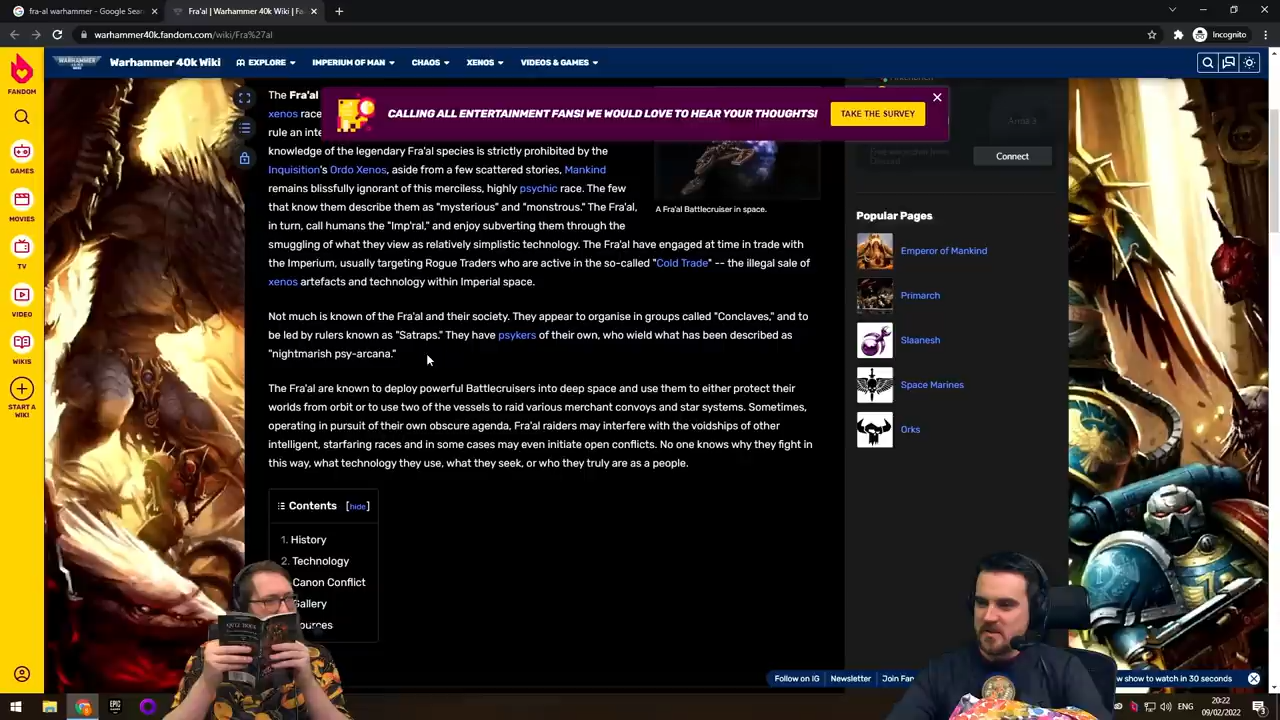 fra-al warhammer - Google Sear
Fra'al | Warhammer 40k Wiki | Fa
warhammer40k.fandom.com/wiki/Fra%27al
Incognito
FANDOM
WARHAMMER
Warhammer 40k Wiki
EXPLORE
IMPERIUM OF MAN
CHAOS
XENOS
VIDEOS & GAMES
CALLING ALL ENTERTAINMENT FANS! WE WOULD LOVE TO HEAR YOUR THOUGHTS!
TAKE THE SURVEY
The Fra'al
xenos race
rule an inte
knowledge of the legendary Fra'al species is strictly prohibited by the
Inquisition's Ordo Xenos, aside from a few scattered stories, Mankind
remains blissfully ignorant of this merciless, highly psychic race. The few
that know them describe them as "mysterious" and "monstrous." The Fra'al,
in turn, call humans the "Imp'ral," and enjoy subverting them through the
smuggling of what they view as relatively simplistic technology. The Fra'al have engaged at time in trade with
the Imperium, usually targeting Rogue Traders who are active in the so-called "Cold Trade" -- the illegal sale of
xenos artefacts and technology within Imperial space.
A Fra'al Battlecruiser in space.
Not much is known of the Fra'al and their society. They appear to organise in groups called "Conclaves," and to
be led by rulers known as "Satraps." They have psykers of their own, who wield what has been described as
"nightmarish psy-arcana."
The Fra'al are known to deploy powerful Battlecruisers into deep space and use them to either protect their
worlds from orbit or to use two of the vessels to raid various merchant convoys and star systems. Sometimes,
operating in pursuit of their own obscure agenda, Fra'al raiders may interfere with the voidships of other
intelligent, starfaring races and in some cases may even initiate open conflicts. No one knows why they fight in
this way, what technology they use, what they seek, or who they truly are as a people.
Contents [hide]
1. History
2. Technology
Canon Conflict
Gallery
ources
Connect
Popular Pages
Emperor of Mankind
Primarch
Slaanesh
Space Marines
Orks
GAMES
MOVIES
TV
VIDEO
WIKIS
START A
WIKI
QUIZ BOOK
Follow on IG
Newsletter
Join Fan
w show to watch in 30 seconds
EPIC
ENG
20:22
09/02/2022